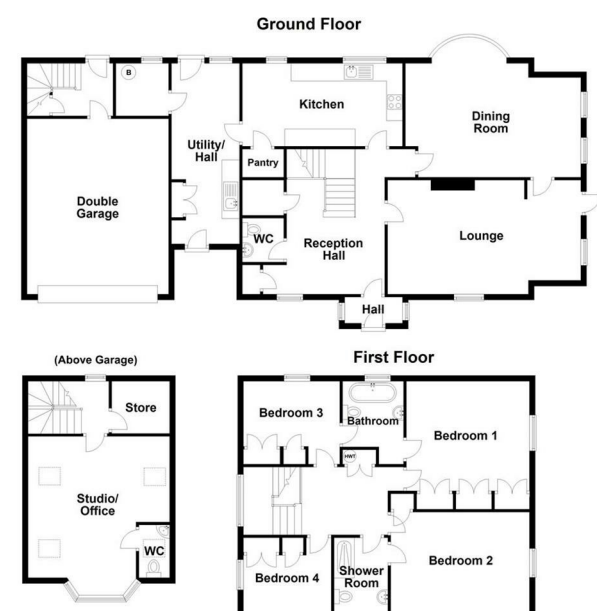 Ground Floor
B
Kitchen
Dining
Room
Utility/
Hall
Pantry
Double
Garage
WC
Reception
Hall
Lounge
Hall
(Above Garage)
First Floor
Store
Bedroom 3
Bathroom
Bedroom 1
HWT
Studio/
Office
WC
Bedroom 4
Shower
Room
Bedroom 2